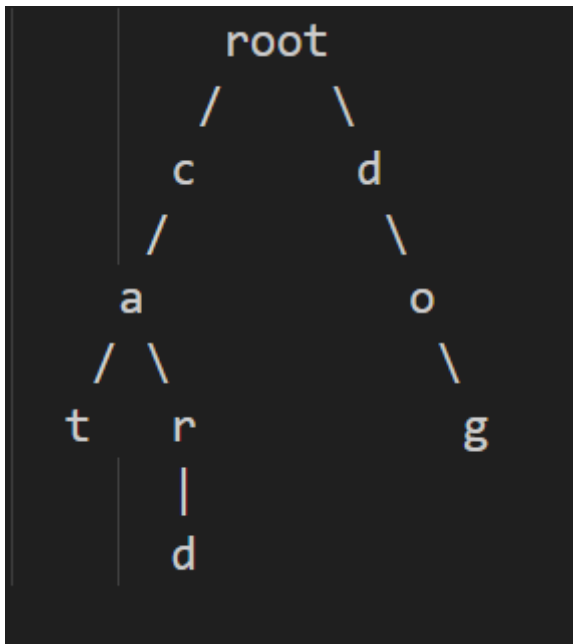 root
/ \
c d
/ \
a o
/ \ \
t r g
|
d